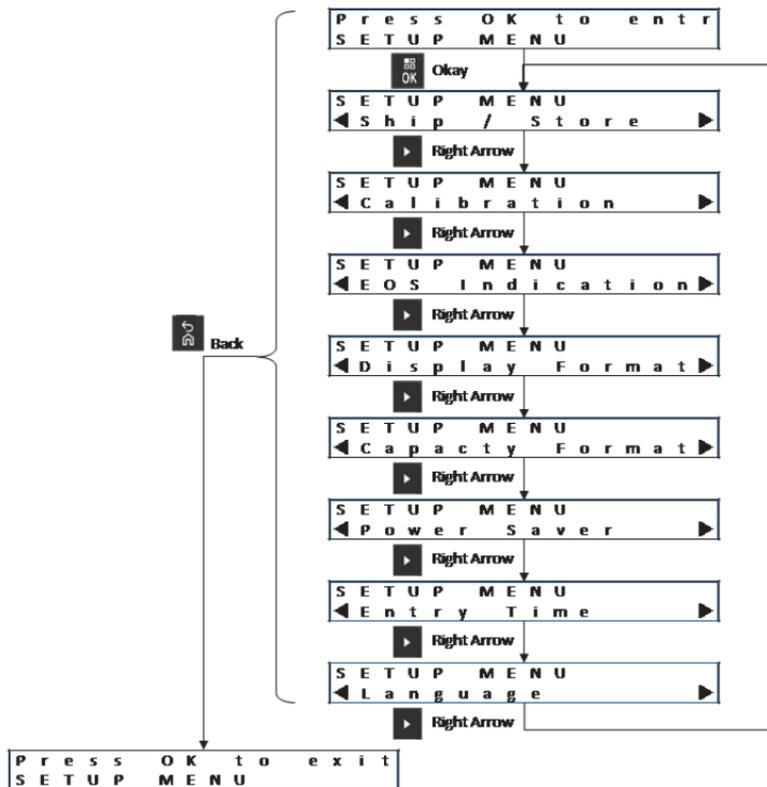 Press OK to entr
SETUP MENU
OK Okay
SETUP MENU
Ship / Store
Right Arrow
SETUP MENU
Calibration
Right Arrow
SETUP MENU
EOS Indication
Right Arrow
SETUP MENU
Display Format
Right Arrow
Back
SETUP MENU
Capacty Format
Right Arrow
SETUP MENU
Power Saver
Right Arrow
SETUP MENU
Entry Time
Right Arrow
SETUP MENU
Language
Right Arrow
Press OK to exit
SETUP MENU